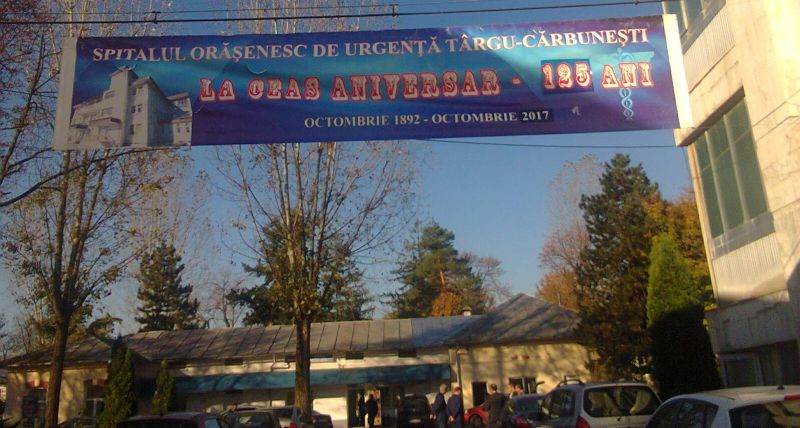 SPITALUL ORĂŞENESC DE URGENŢĂ TÂRGU-CĂRBUNEŞTI
LA CEAS ANIVERSAR - 125 ANI
OCTOMBRIE 1892 - OCTOMBRIE 2017